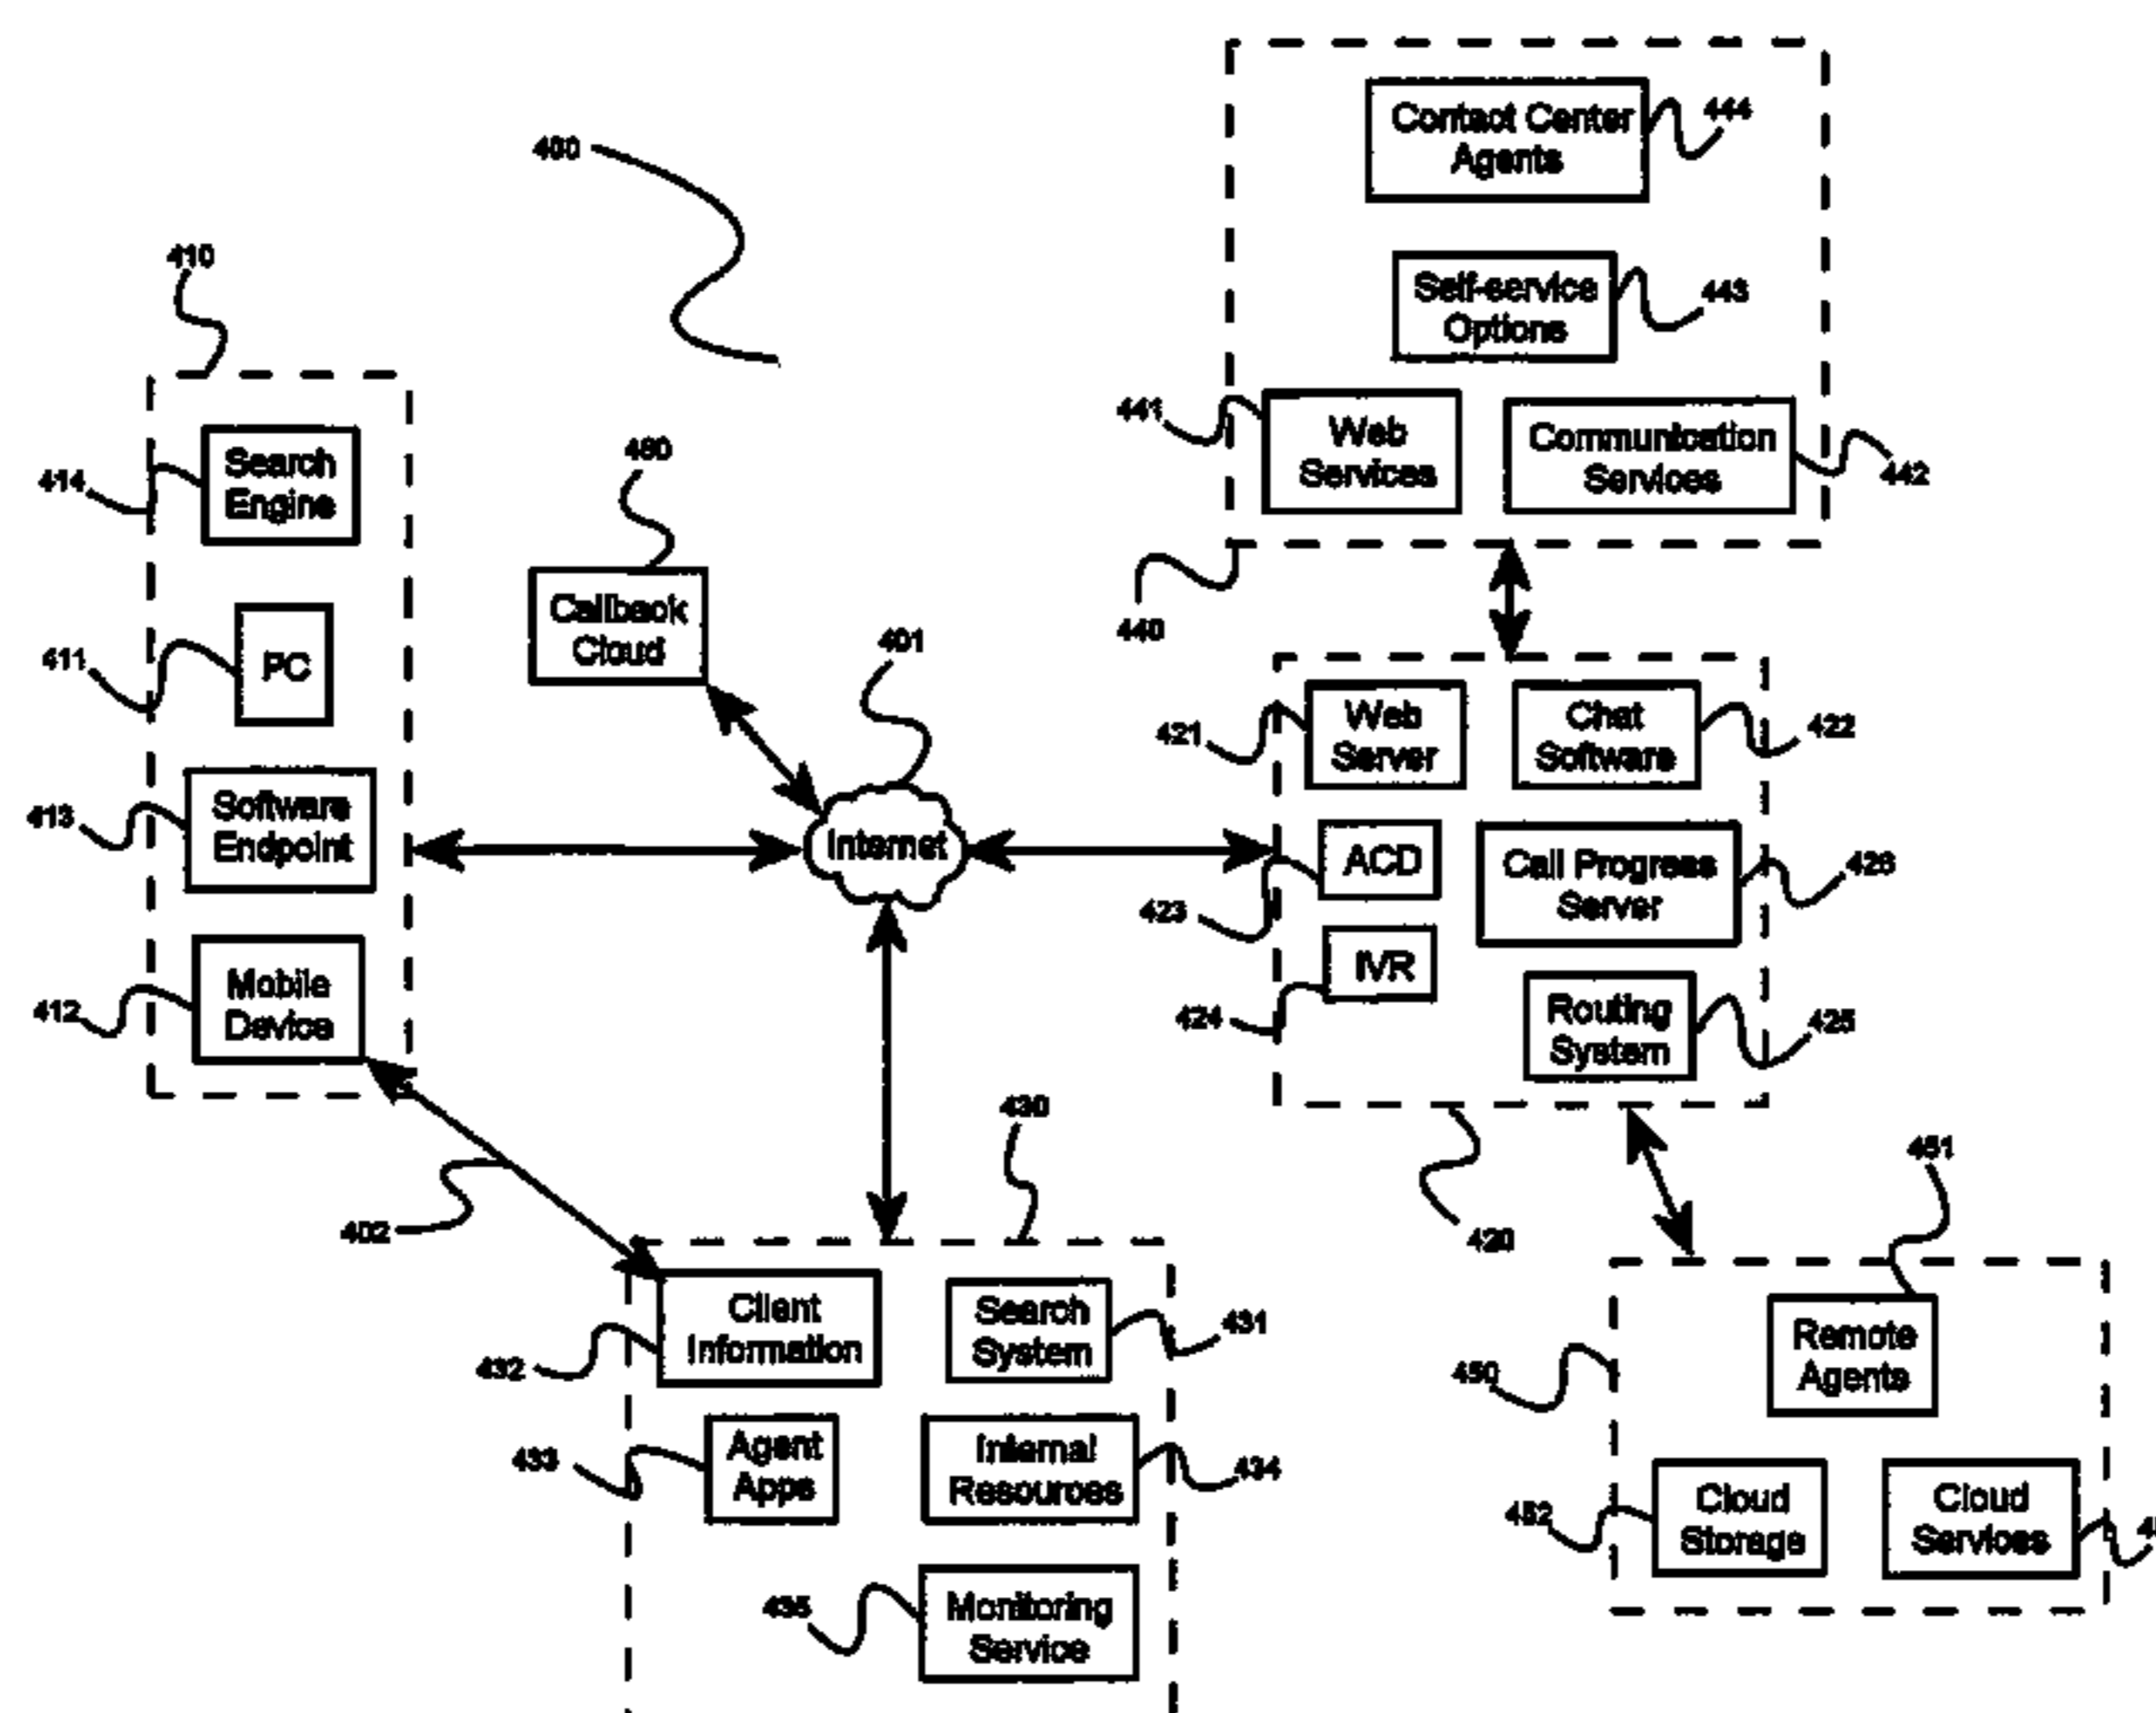 Contact Center
Agents
444
400
Self-service
Options
443
410
Web
Services
441
Communication
Services
442
414
Search
Engine
Callback
Cloud
401
440
411
PC
421
Web
Server
Chat
Software
422
413
Software
Endpoint
Internet
ACD
423
Call Progress
Server
426
IVR
424
412
Mobile
Device
Routing
System
425
430
402
420
451
432
Client
Information
Search
System
431
450
Remote
Agents
433
Agent
Apps
Internal
Resources
434
452
Cloud
Storage
Cloud
Services
435
Monitoring
Service